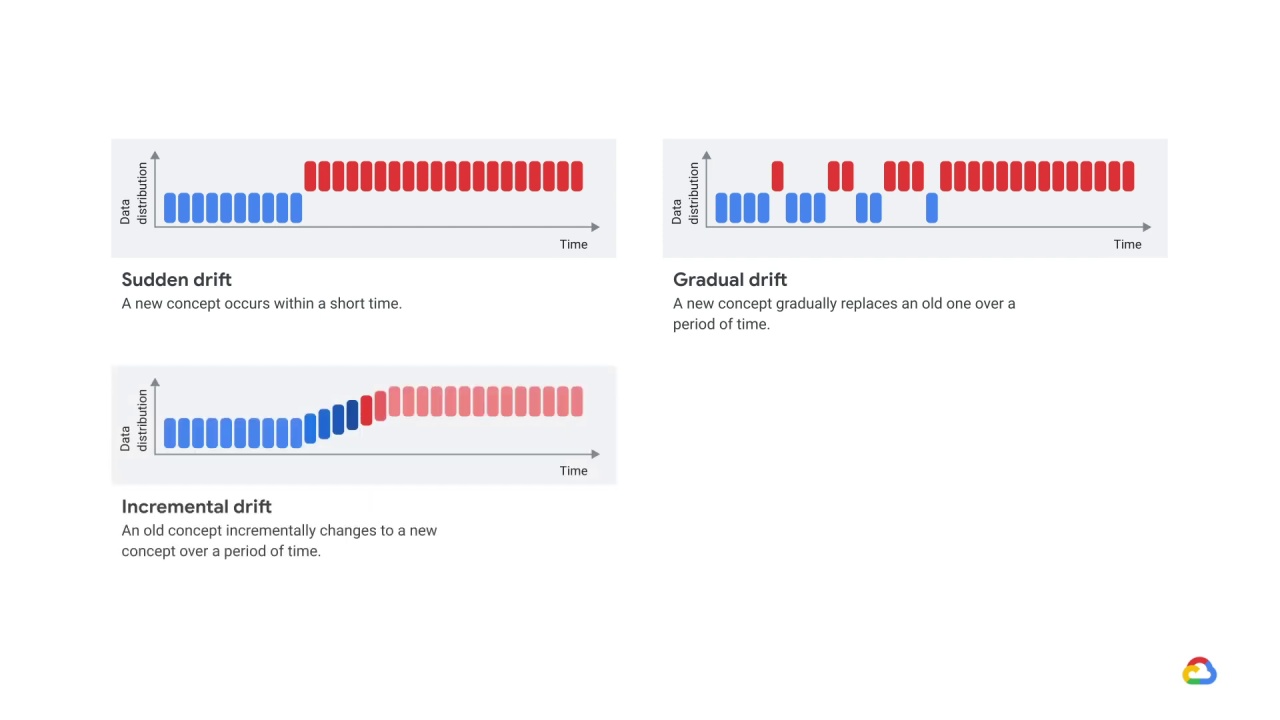 Data
distribution
Time
Sudden drift
A new concept occurs within a short time.
Data
distribution
Time
Gradual drift
A new concept gradually replaces an old one over a
period of time.
Data
distribution
Time
Incremental drift
An old concept incrementally changes to a new
concept over a period of time.